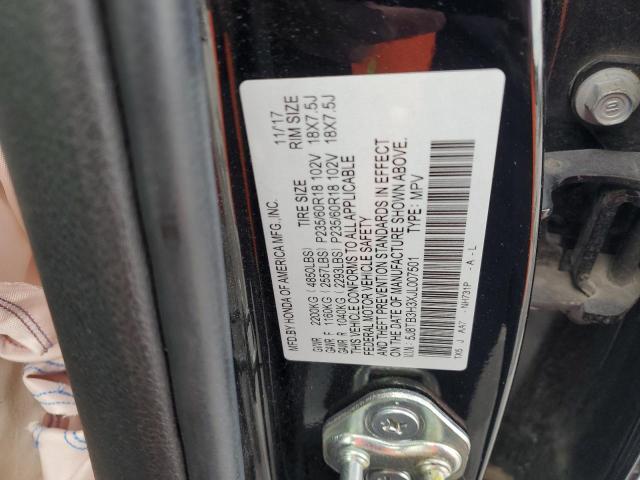 MFD.BY HONDA OF AMERICA MFG., INC. 11/17
TIRE SIZE RIM SIZE
GVWR 2200KG (4850LBS) P235/60R18 102V 18X7.5J
GAWR F 1160KG (2557LBS) P235/60R18 102V 18X7.5J
GAWR R 1040KG (2293LBS)
THIS VEHICLE CONFORMS TO ALL APPLICABLE
FEDERAL MOTOR VEHICLE SAFETY
AND THEFT PREVENTION STANDARDS IN EFFECT
ON THE DATE OF MANUFACTURE SHOWN ABOVE.
V.I.N.: 5J8TB3H3XJL007501 TYPE: MPV
TX5 J AA7 NH731P -A-L